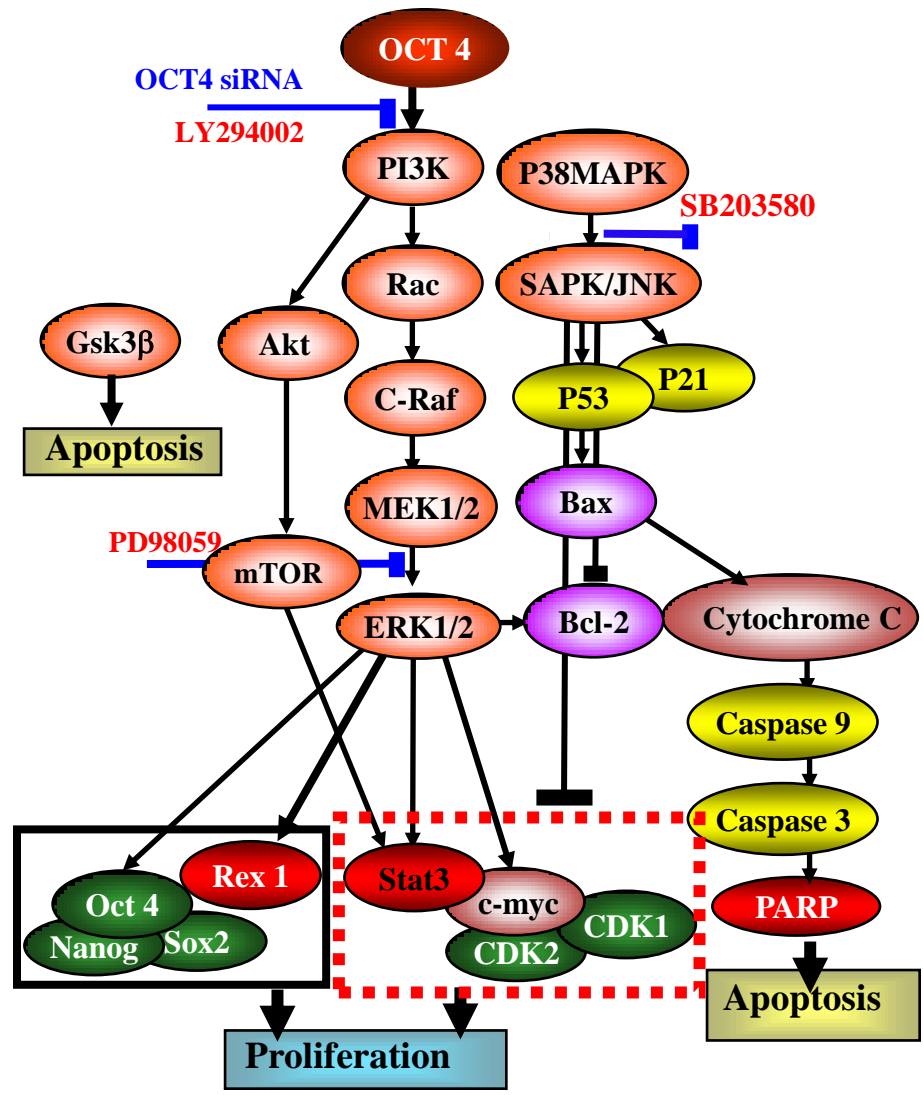 OCT 4
OCT4 siRNA
LY294002
PI3K
P38MAPK
SB203580
Rac
SAPK/JNK
Gsk3β
Akt
C-Raf
P53
P21
Apoptosis
MEK1/2
Bax
PD98059
mTOR
ERK1/2
Bcl-2
Cytochrome C
Caspase 9
Caspase 3
Rex 1
Stat3
Oct 4
c-myc
PARP
Nanog
Sox2
CDK2
CDK1
Apoptosis
Proliferation